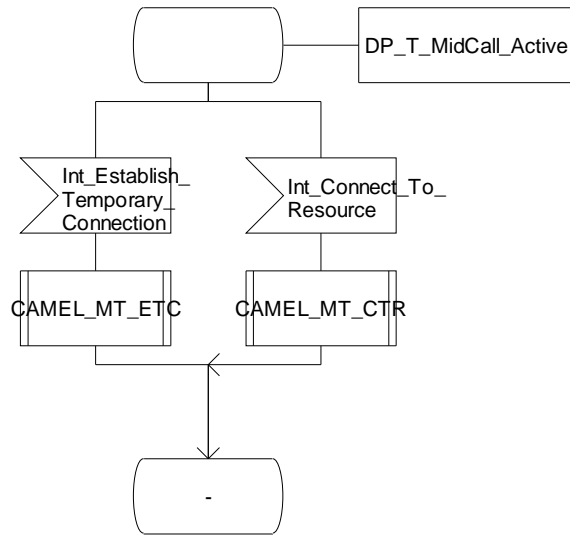 DP_T_MidCall_Active
Int_Establish_
Temporary_
Connection
Int_Connect_To_
Resource
CAMEL_MT_ETC
CAMEL_MT_CTR
-